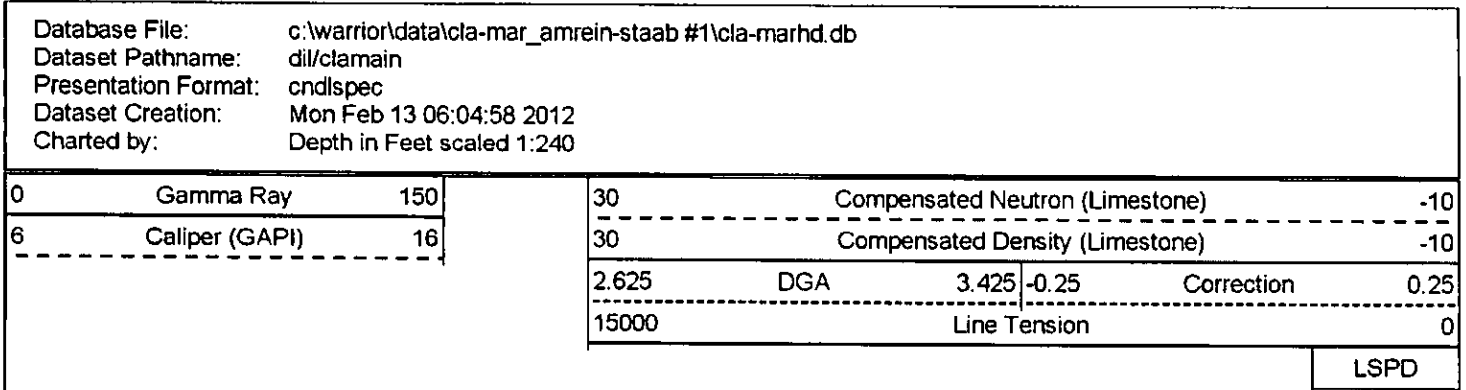 Database File: c:\warrior\data\cla-mar_amrein-staab #1\cla-marhd.db
Dataset Pathname: dil/clamain
Presentation Format: cndlspec
Dataset Creation: Mon Feb 13 06:04:58 2012
Charted by: Depth in Feet scaled 1:240
0 Gamma Ray 150 30 Compensated Neutron (Limestone) -10
6 Caliper (GAPI) 16 30 Compensated Density (Limestone) -10
2.625 DGA 3.425 -0.25 Correction 0.25
15000 Line Tension 0
LSPD